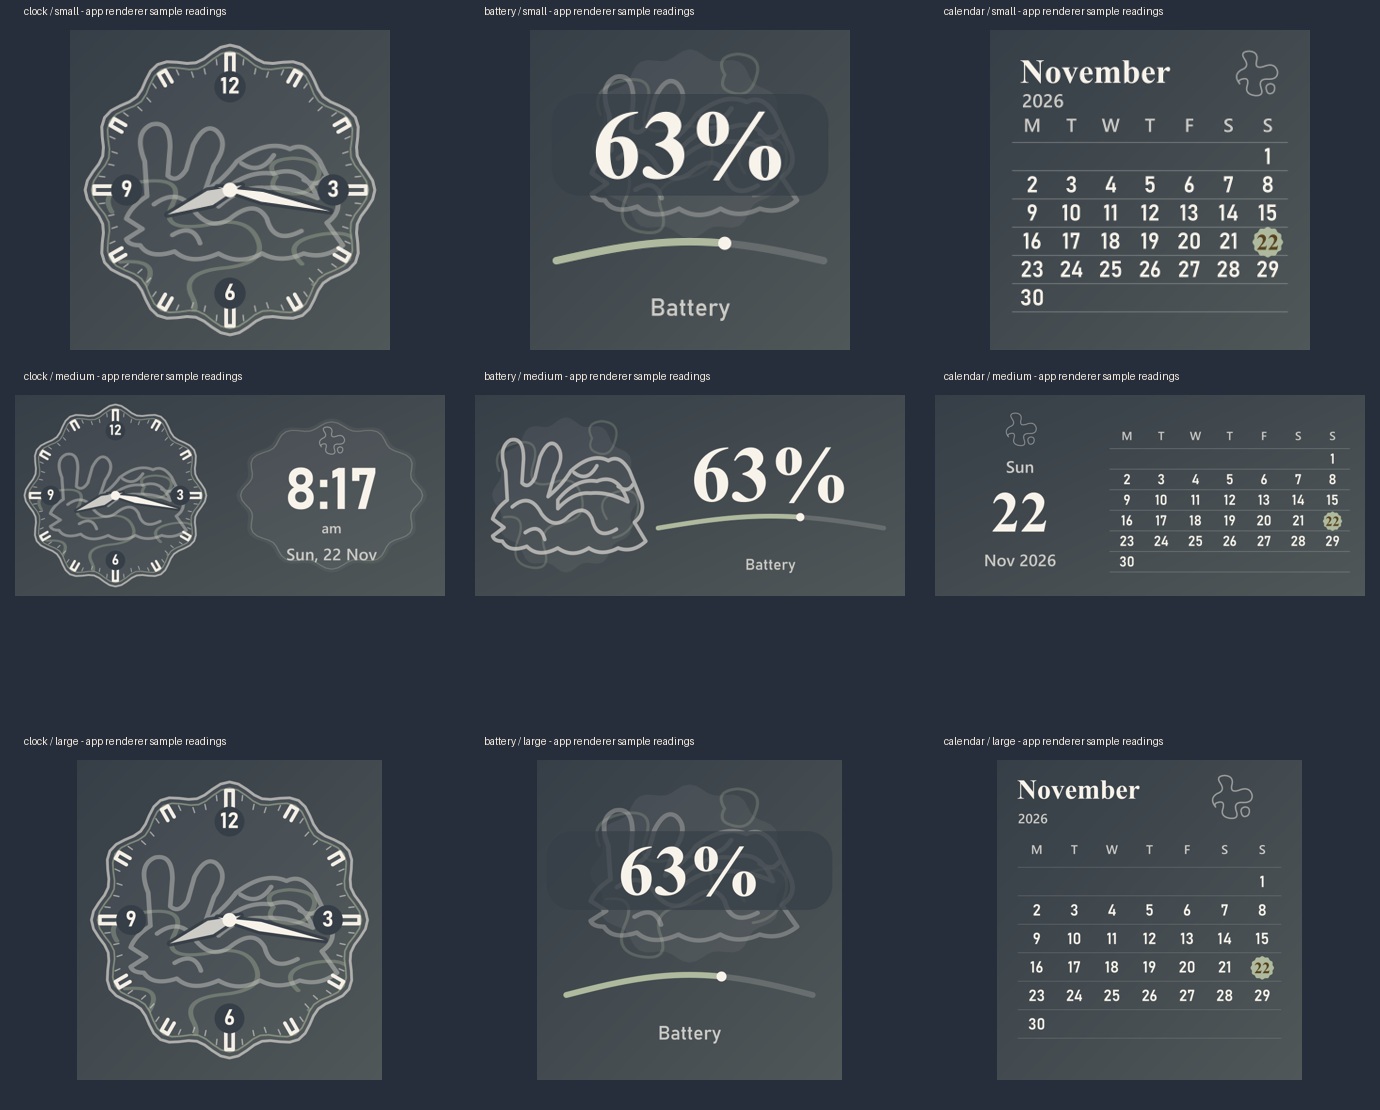 clock / small - app renderer sample readings
12
9
3
6
battery / small - app renderer sample readings
63%
Battery
calendar / small - app renderer sample readings
November
2026
M T W T F S S
1
2 3 4 5 6 7 8
9 10 11 12 13 14 15
16 17 18 19 20 21 22
23 24 25 26 27 28 29
30
clock / medium - app renderer sample readings
12
9
3
6
8:17
am
Sun, 22 Nov
battery / medium - app renderer sample readings
63%
Battery
calendar / medium - app renderer sample readings
Sun
22
Nov 2026
M T W T F S S
1
2 3 4 5 6 7 8
9 10 11 12 13 14 15
16 17 18 19 20 21 22
23 24 25 26 27 28 29
30
clock / large - app renderer sample readings
12
9
3
6
battery / large - app renderer sample readings
63%
Battery
calendar / large - app renderer sample readings
November
2026
M T W T F S S
1
2 3 4 5 6 7 8
9 10 11 12 13 14 15
16 17 18 19 20 21 22
23 24 25 26 27 28 29
30